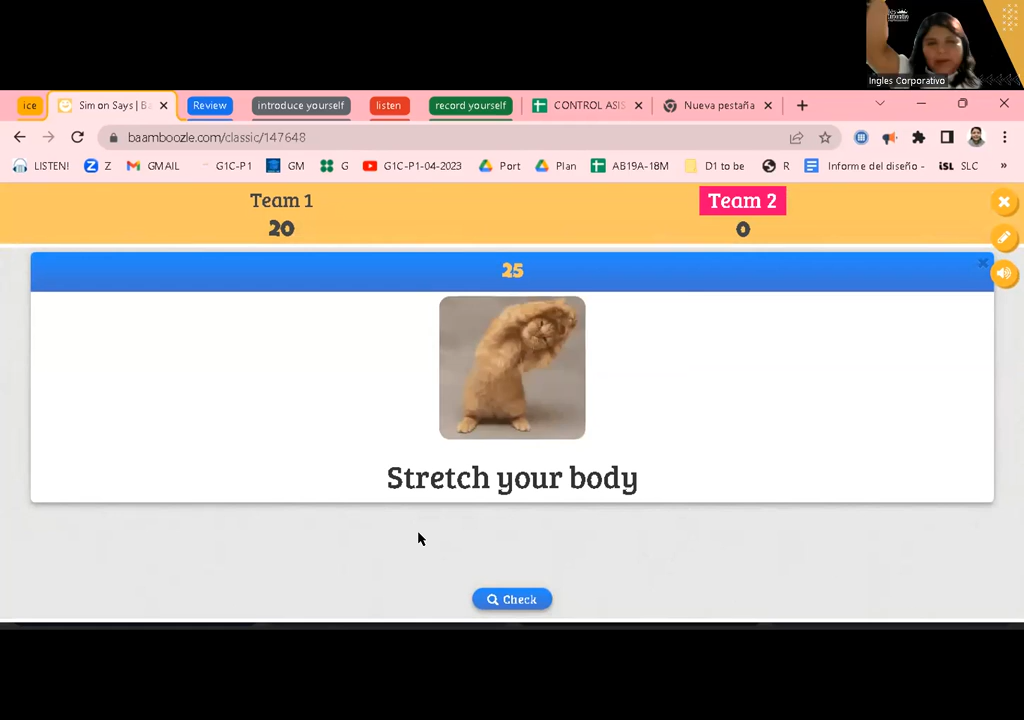 Ingles Corporativo
ice
Simon Says | Ba
Review
introduce yourself
listen
record yourself
CONTROL ASIS
Nueva pestaña
baamboozle.com/classic/147648
LISTEN!
Z
GMAIL
G1C-P1
GM
G
G1C-P1-04-2023
Port
Plan
AB19A-18M
D1 to be
R
Informe del diseño -
iSL
SLC
»
Team 1
20
Team 2
0
25
Stretch your body
Check